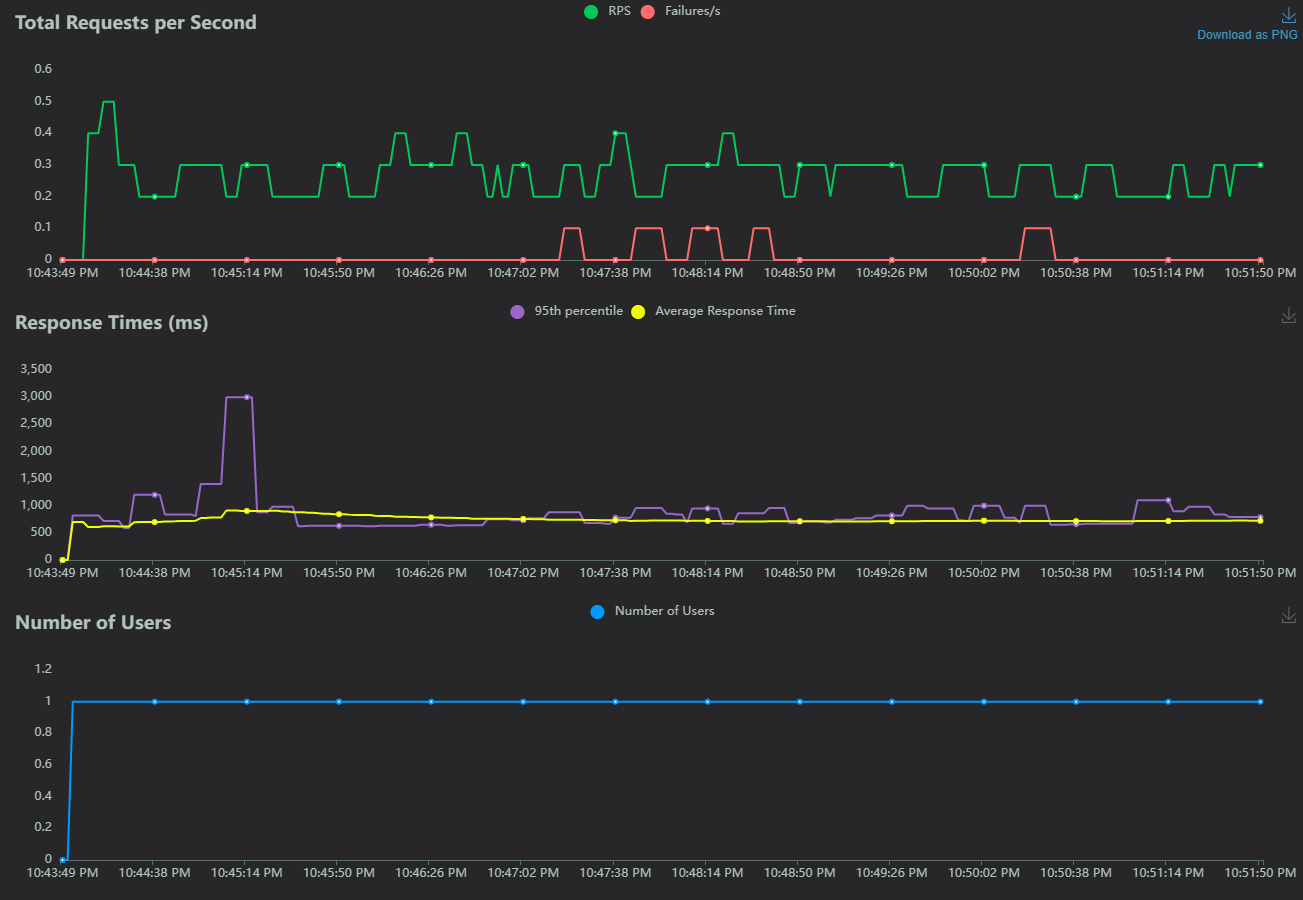 Total Requests per Second
RPS Failures/s
Download as PNG
0.6
0.5
0.4
0.3
0.2
0.1
0
10:43:49 PM 10:44:38 PM 10:45:14 PM 10:45:50 PM 10:46:26 PM 10:47:02 PM 10:47:38 PM 10:48:14 PM 10:48:50 PM 10:49:26 PM 10:50:02 PM 10:50:38 PM 10:51:14 PM 10:51:50 PM
Response Times (ms)
95th percentile Average Response Time
3,500
3,000
2,500
2,000
1,500
1,000
500
0
10:43:49 PM 10:44:38 PM 10:45:14 PM 10:45:50 PM 10:46:26 PM 10:47:02 PM 10:47:38 PM 10:48:14 PM 10:48:50 PM 10:49:26 PM 10:50:02 PM 10:50:38 PM 10:51:14 PM 10:51:50 PM
Number of Users
Number of Users
1.2
1
0.8
0.6
0.4
0.2
0
10:43:49 PM 10:44:38 PM 10:45:14 PM 10:45:50 PM 10:46:26 PM 10:47:02 PM 10:47:38 PM 10:48:14 PM 10:48:50 PM 10:49:26 PM 10:50:02 PM 10:50:38 PM 10:51:14 PM 10:51:50 PM